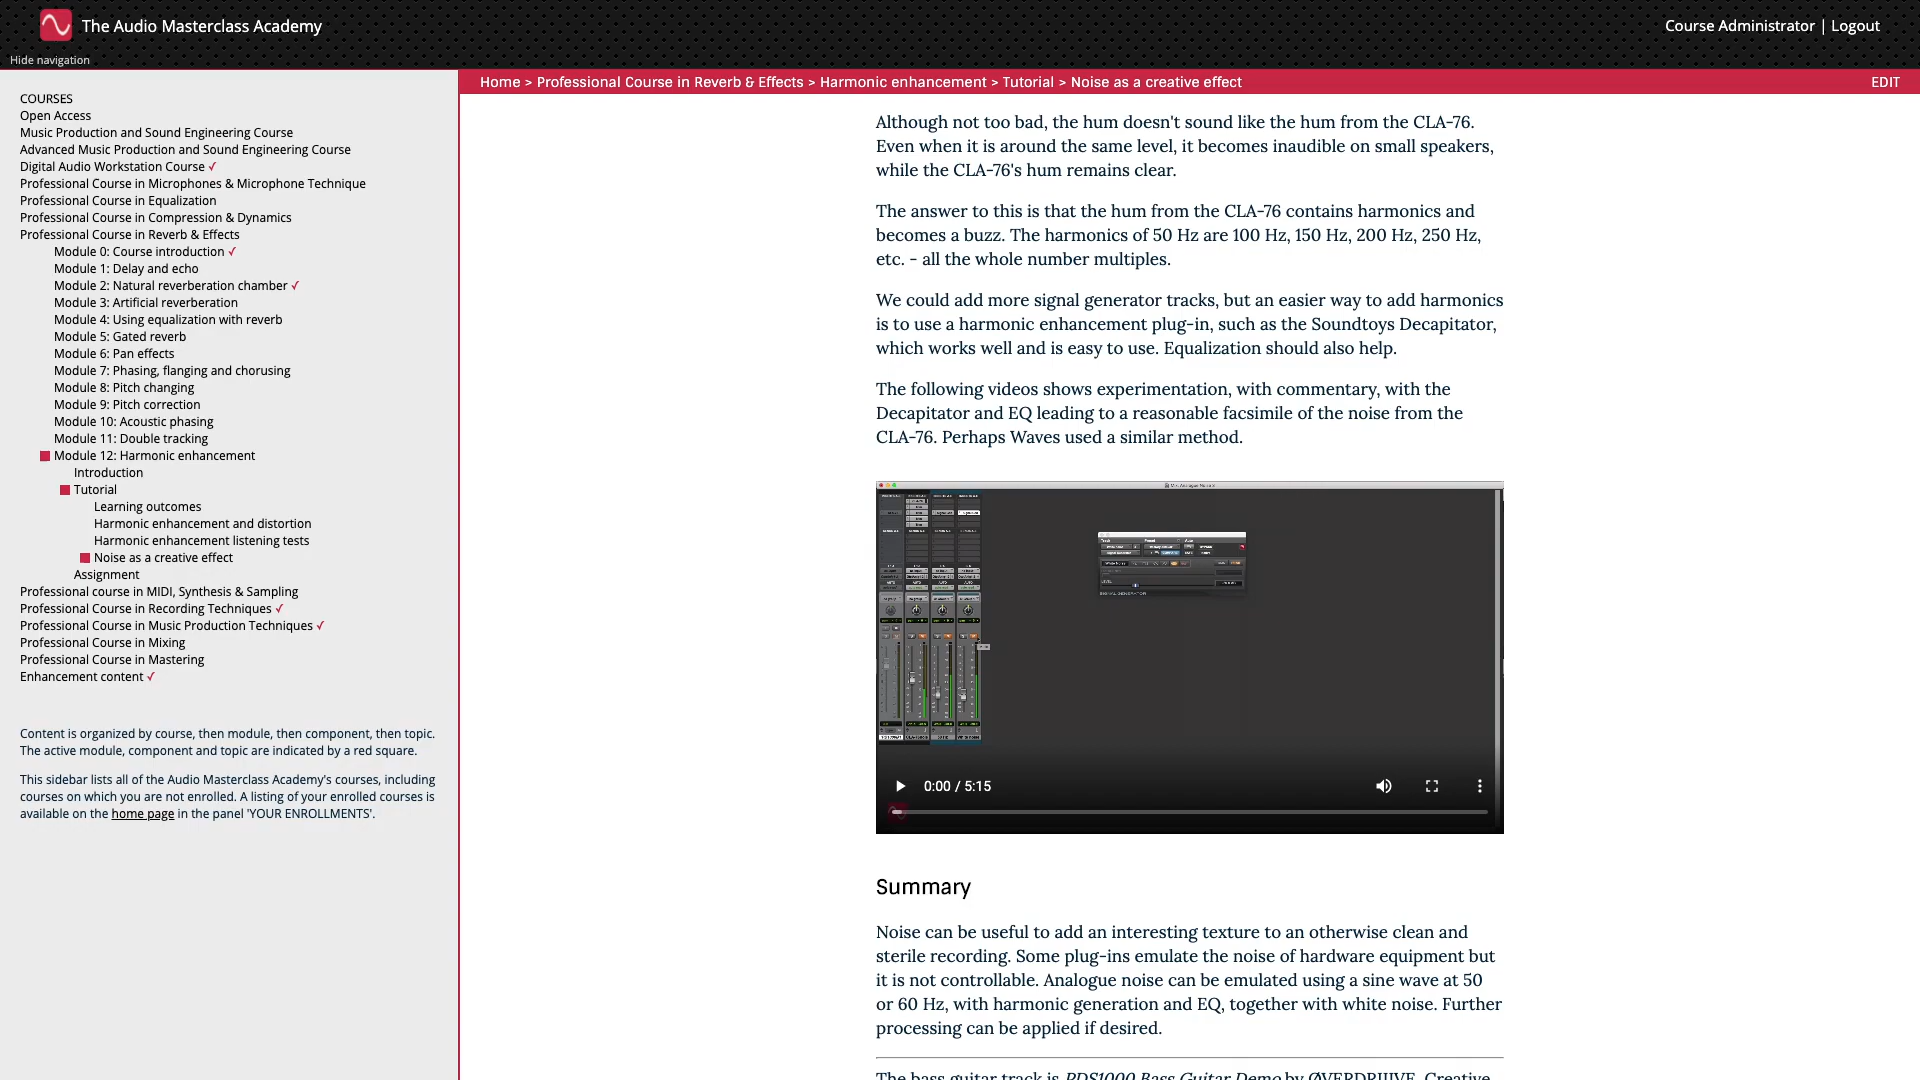 The Audio Masterclass Academy
Course Administrator | Logout
Hide navigation
Home > Professional Course in Reverb & Effects > Harmonic enhancement > Tutorial > Noise as a creative effect
EDIT
COURSES
Open Access
Music Production and Sound Engineering Course
Advanced Music Production and Sound Engineering Course
Digital Audio Workstation Course ✓
Professional Course in Microphones & Microphone Technique
Professional Course in Equalization
Professional Course in Compression & Dynamics
Professional Course in Reverb & Effects
Module 0: Course introduction ✓
Module 1: Delay and echo
Module 2: Natural reverberation chamber ✓
Module 3: Artificial reverberation
Module 4: Using equalization with reverb
Module 5: Gated reverb
Module 6: Pan effects
Module 7: Phasing, flanging and chorusing
Module 8: Pitch changing
Module 9: Pitch correction
Module 10: Acoustic phasing
Module 11: Double tracking
Module 12: Harmonic enhancement
Introduction
Tutorial
Learning outcomes
Harmonic enhancement and distortion
Harmonic enhancement listening tests
Noise as a creative effect
Assignment
Professional course in MIDI, Synthesis & Sampling
Professional Course in Recording Techniques ✓
Professional Course in Music Production Techniques ✓
Professional Course in Mixing
Professional Course in Mastering
Enhancement content ✓
Content is organized by course, then module, then component, then topic.
The active module, component and topic are indicated by a red square.
This sidebar lists all of the Audio Masterclass Academy's courses, including
courses on which you are not enrolled. A listing of your enrolled courses is
available on the home page in the panel 'YOUR ENROLLMENTS'.
Although not too bad, the hum doesn't sound like the hum from the CLA-76.
Even when it is around the same level, it becomes inaudible on small speakers,
while the CLA-76's hum remains clear.
The answer to this is that the hum from the CLA-76 contains harmonics and
becomes a buzz. The harmonics of 50 Hz are 100 Hz, 150 Hz, 200 Hz, 250 Hz,
etc. - all the whole number multiples.
We could add more signal generator tracks, but an easier way to add harmonics
is to use a harmonic enhancement plug-in, such as the Soundtoys Decapitator,
which works well and is easy to use. Equalization should also help.
The following videos shows experimentation, with commentary, with the
Decapitator and EQ leading to a reasonable facsimile of the noise from the
CLA-76. Perhaps Waves used a similar method.
SIGNAL GENERATOR
0:00 / 5:15
Summary
Noise can be useful to add an interesting texture to an otherwise clean and
sterile recording. Some plug-ins emulate the noise of hardware equipment but
it is not controllable. Analogue noise can be emulated using a sine wave at 50
or 60 Hz, with harmonic generation and EQ, together with white noise. Further
processing can be applied if desired.
The bass guitar track is PDS1000 Bass Guitar Demo by ØVERDRIIIVE. Creative